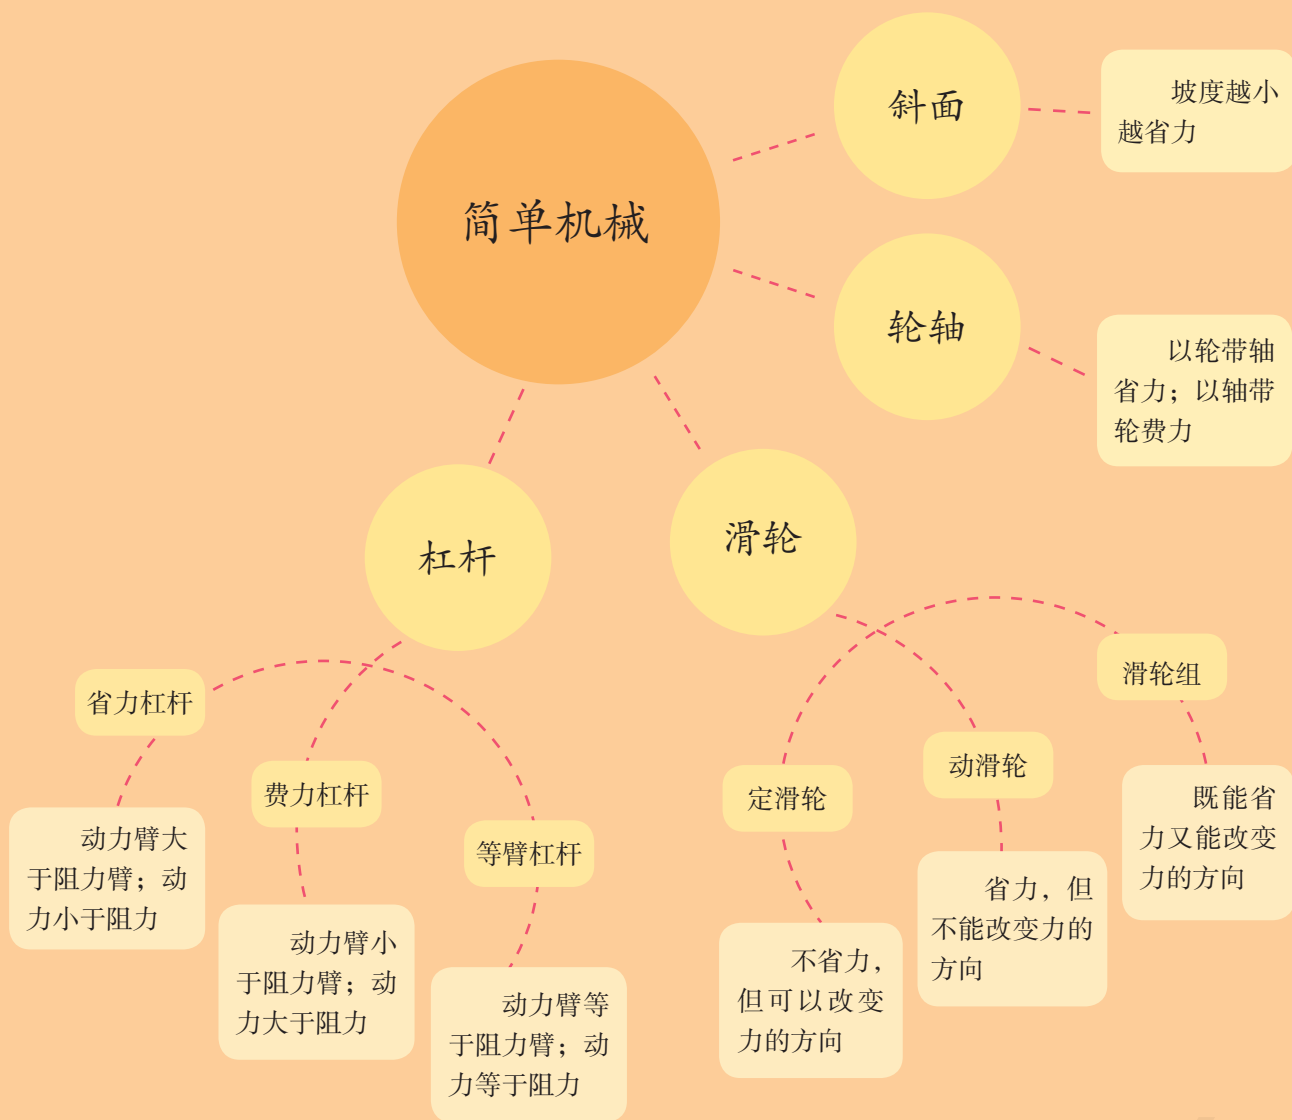 简单机械
斜面
坡度越小
越省力
轮轴
以轮带轴
省力；以轴带
轮费力
杠杆
省力杠杆
动力臂大
于阻力臂；动
力小于阻力
费力杠杆
动力臂小
于阻力臂；动
力大于阻力
等臂杠杆
动力臂等
于阻力臂；动
力等于阻力
滑轮
定滑轮
不省力，
但可以改变
力的方向
动滑轮
省力，但
不能改变力的
方向
滑轮组
既能省
力又能改变
力的方向